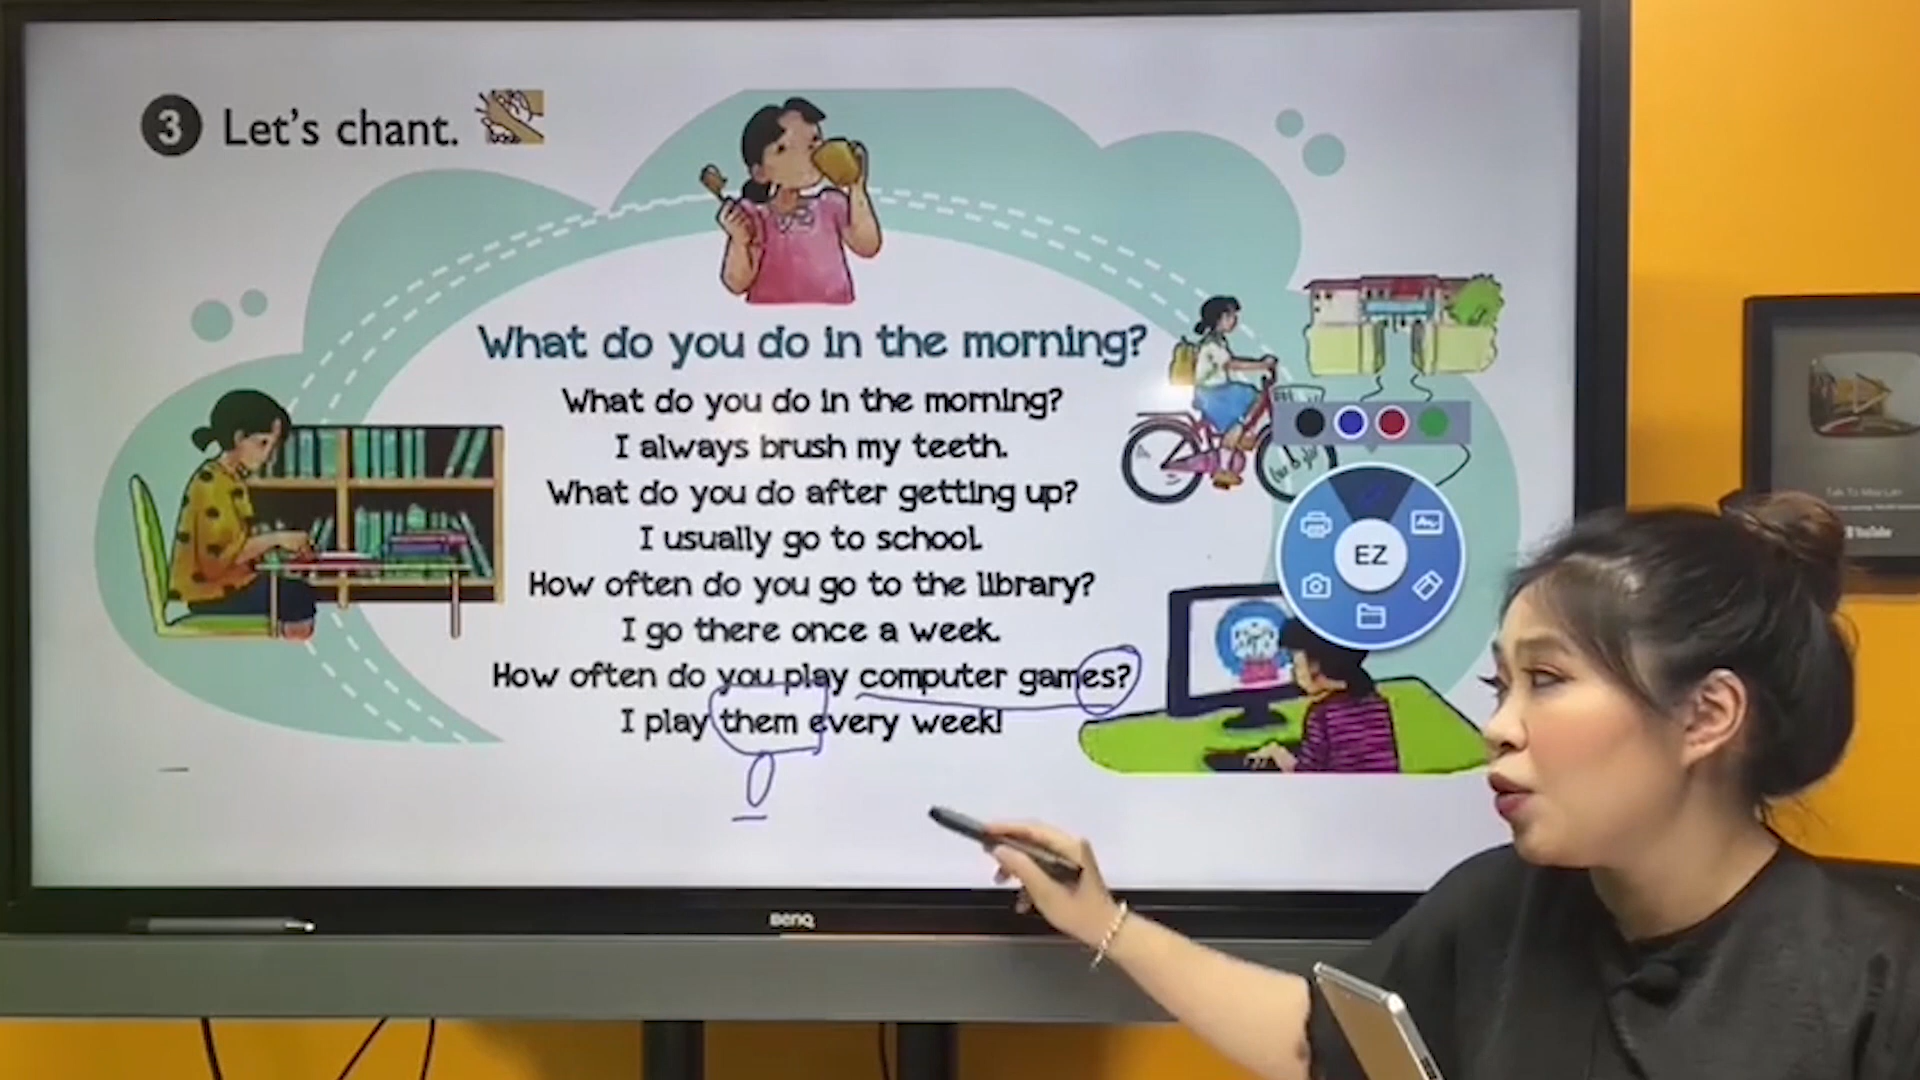 3 Let's chant.
What do you do in the morning?
What do you do in the morning?
I always brush my teeth.
What do you do after getting up?
I usually go to school.
How often do you go to the library?
I go there once a week.
How often do you play computer games?
I play them every week!
EZ
BenQ
YouTube